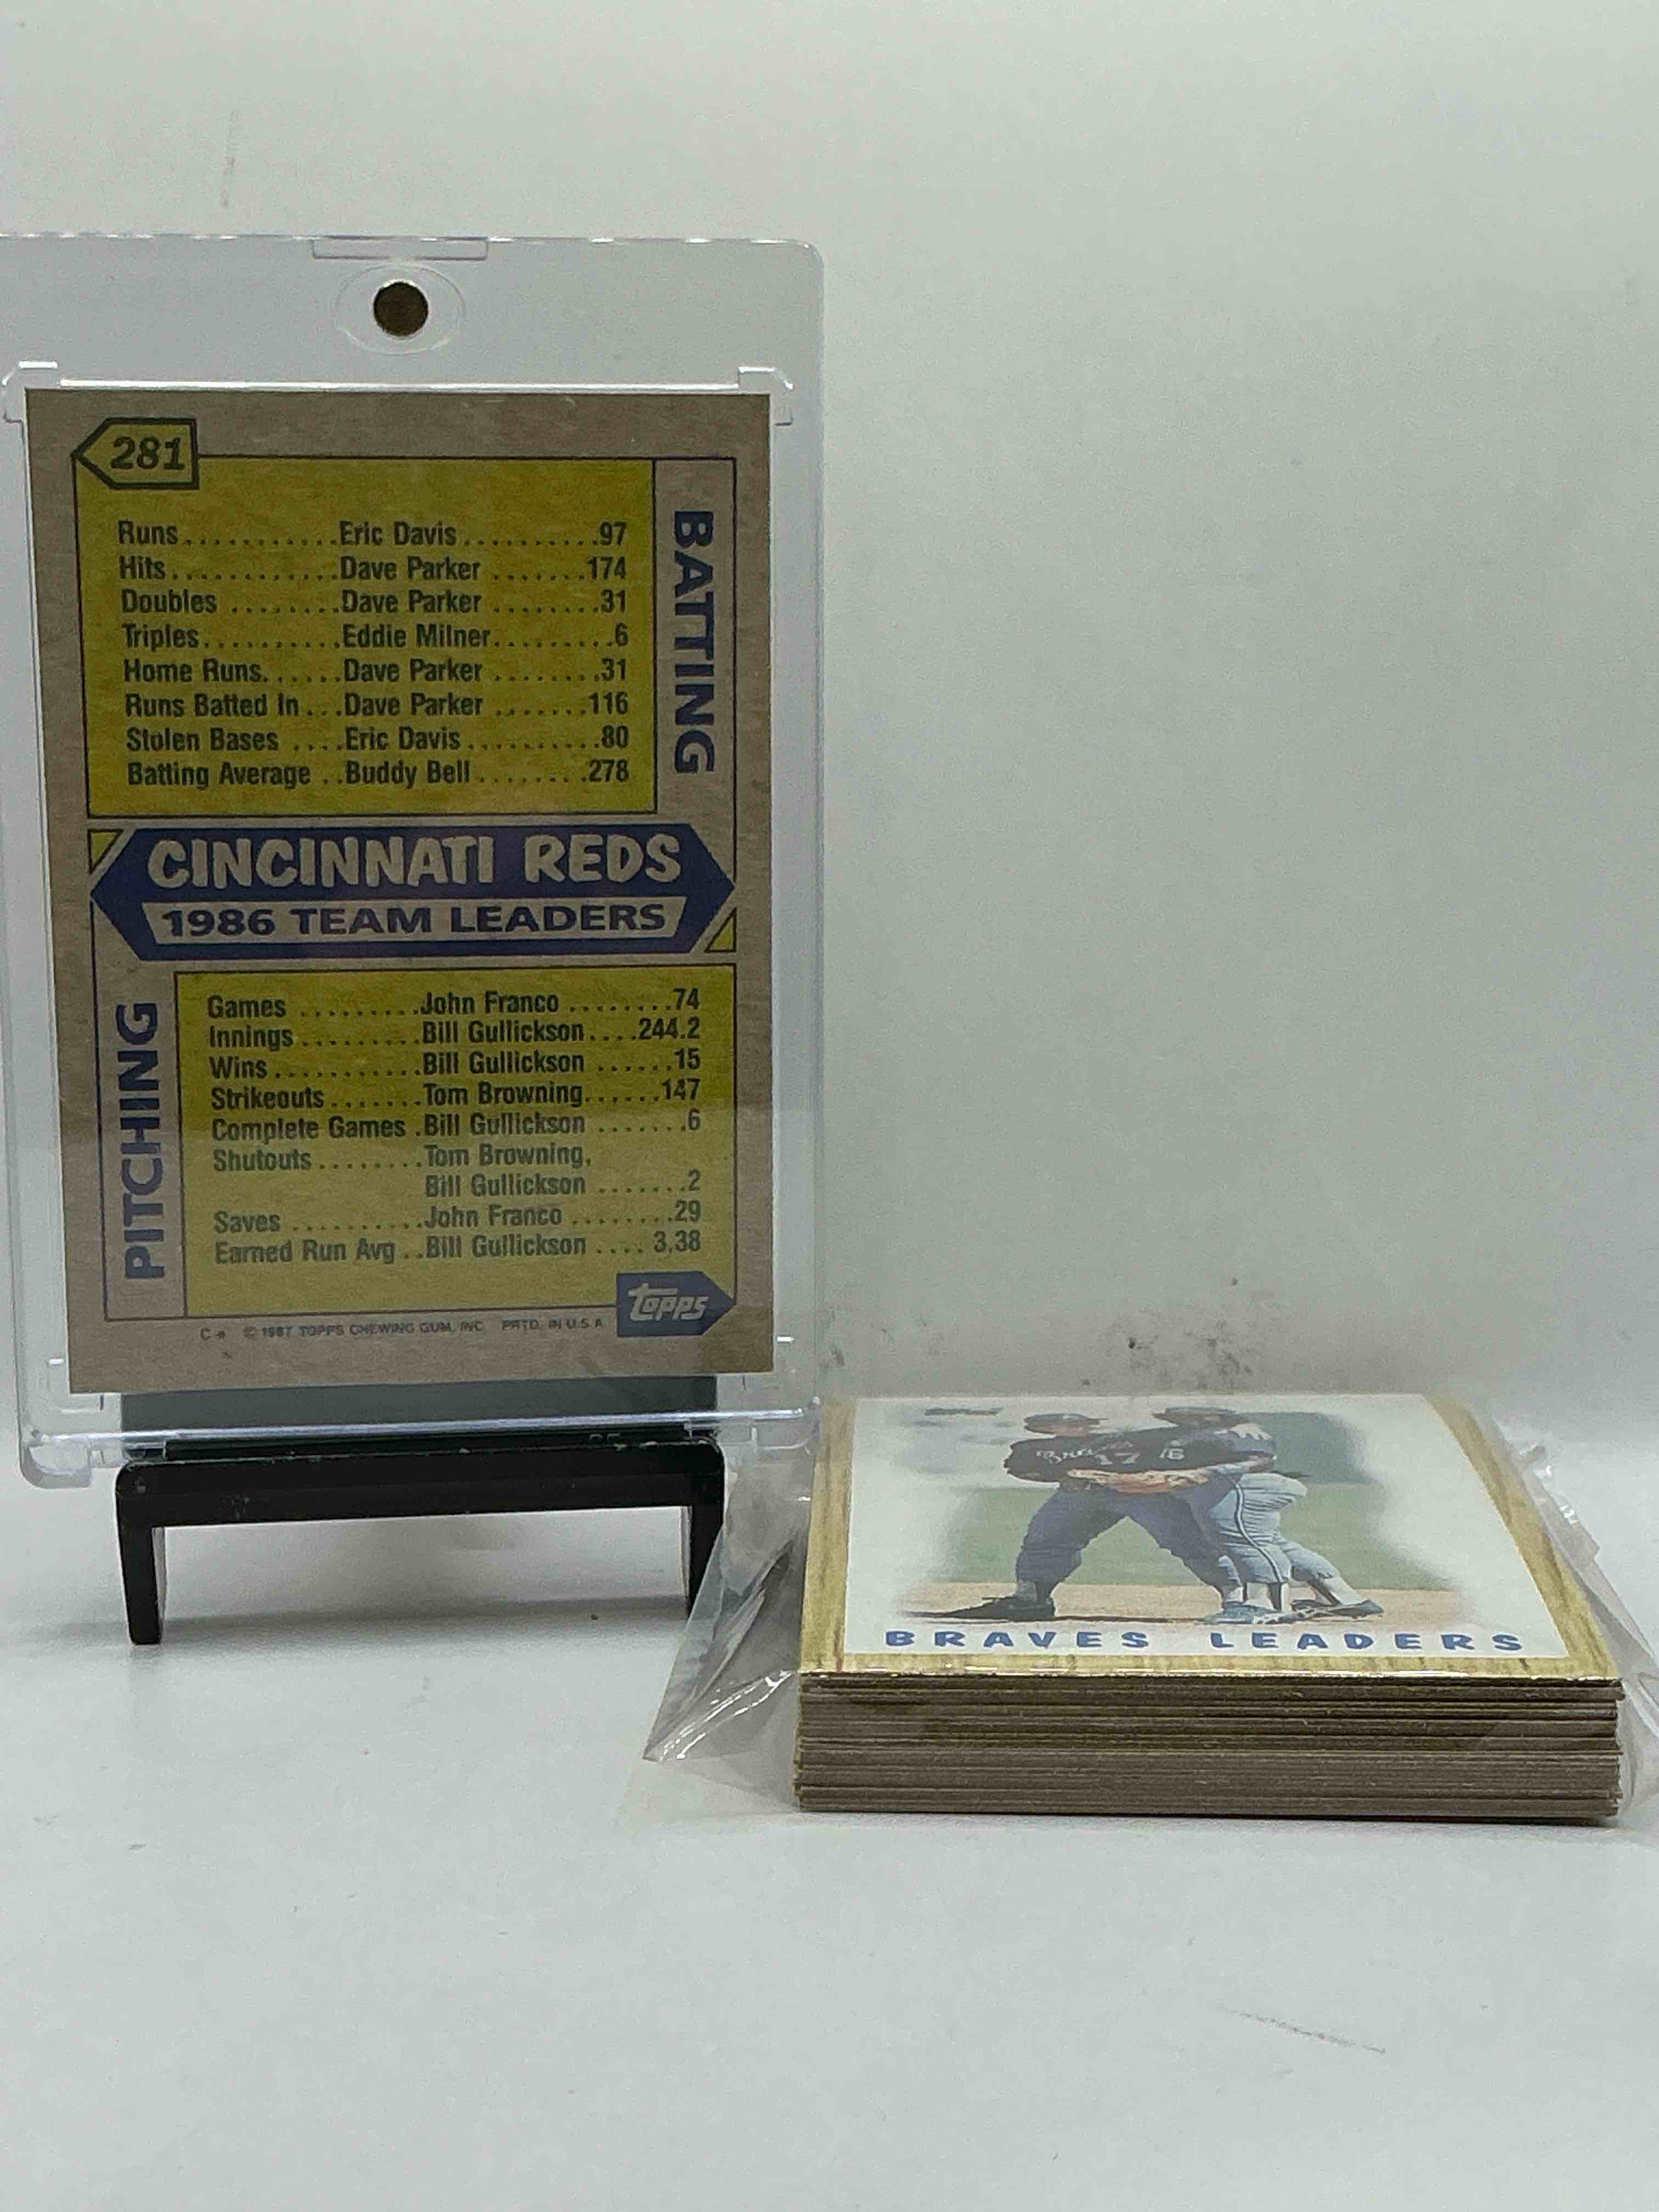 281
BATTING
Runs...........Eric Davis..........97
Hits............Dave Parker.......174
Doubles ........Dave Parker........31
Triples..........Eddie Milner.........6
Home Runs......Dave Parker........31
Runs Batted In...Dave Parker.......116
Stolen Bases ....Eric Davis..........80
Batting Average ..Buddy Bell........278
CINCINNATI REDS
1986 TEAM LEADERS
PITCHING
Games .........John Franco........74
Innings.........Bill Gullickson....244.2
Wins...........Bill Gullickson......15
Strikeouts.......Tom Browning......147
Complete Games .Bill Gullickson.......6
Shutouts........Tom Browning,
Bill Gullickson.......2
Saves..........John Franco........29
Earned Run Avg ..Bill Gullickson....3.38
topps
C* © 1987 TOPPS CHEWING GUM, INC. PRTD. IN U.S.A.
Braves
17
16
BRAVES LEADERS